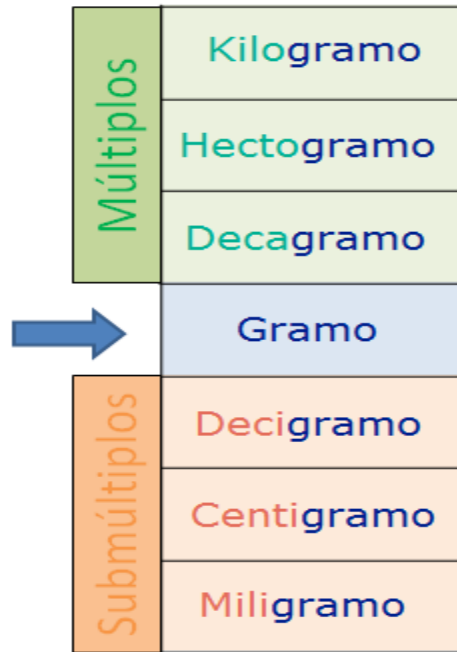 Múltiplos
Kilogramo
Hectogramo
Decagramo
Gramo
Submúltiplos
Decigramo
Centigramo
Miligramo